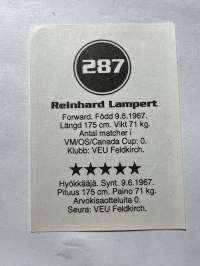 287
Reinhard Lampert
Forward. Född 9.6.1967.
Längd 175 cm. Vikt 71 kg.
Antal matcher i
VM/OS/Canada Cup: 0.
Klubb: VEU Feldkirch.
★★★★★
Hyökkääjä. Synt. 9.6.1967.
Pituus 175 cm. Paino 71 kg.
Arvokisaotteluita 0.
Seura: VEU Feldkirch.